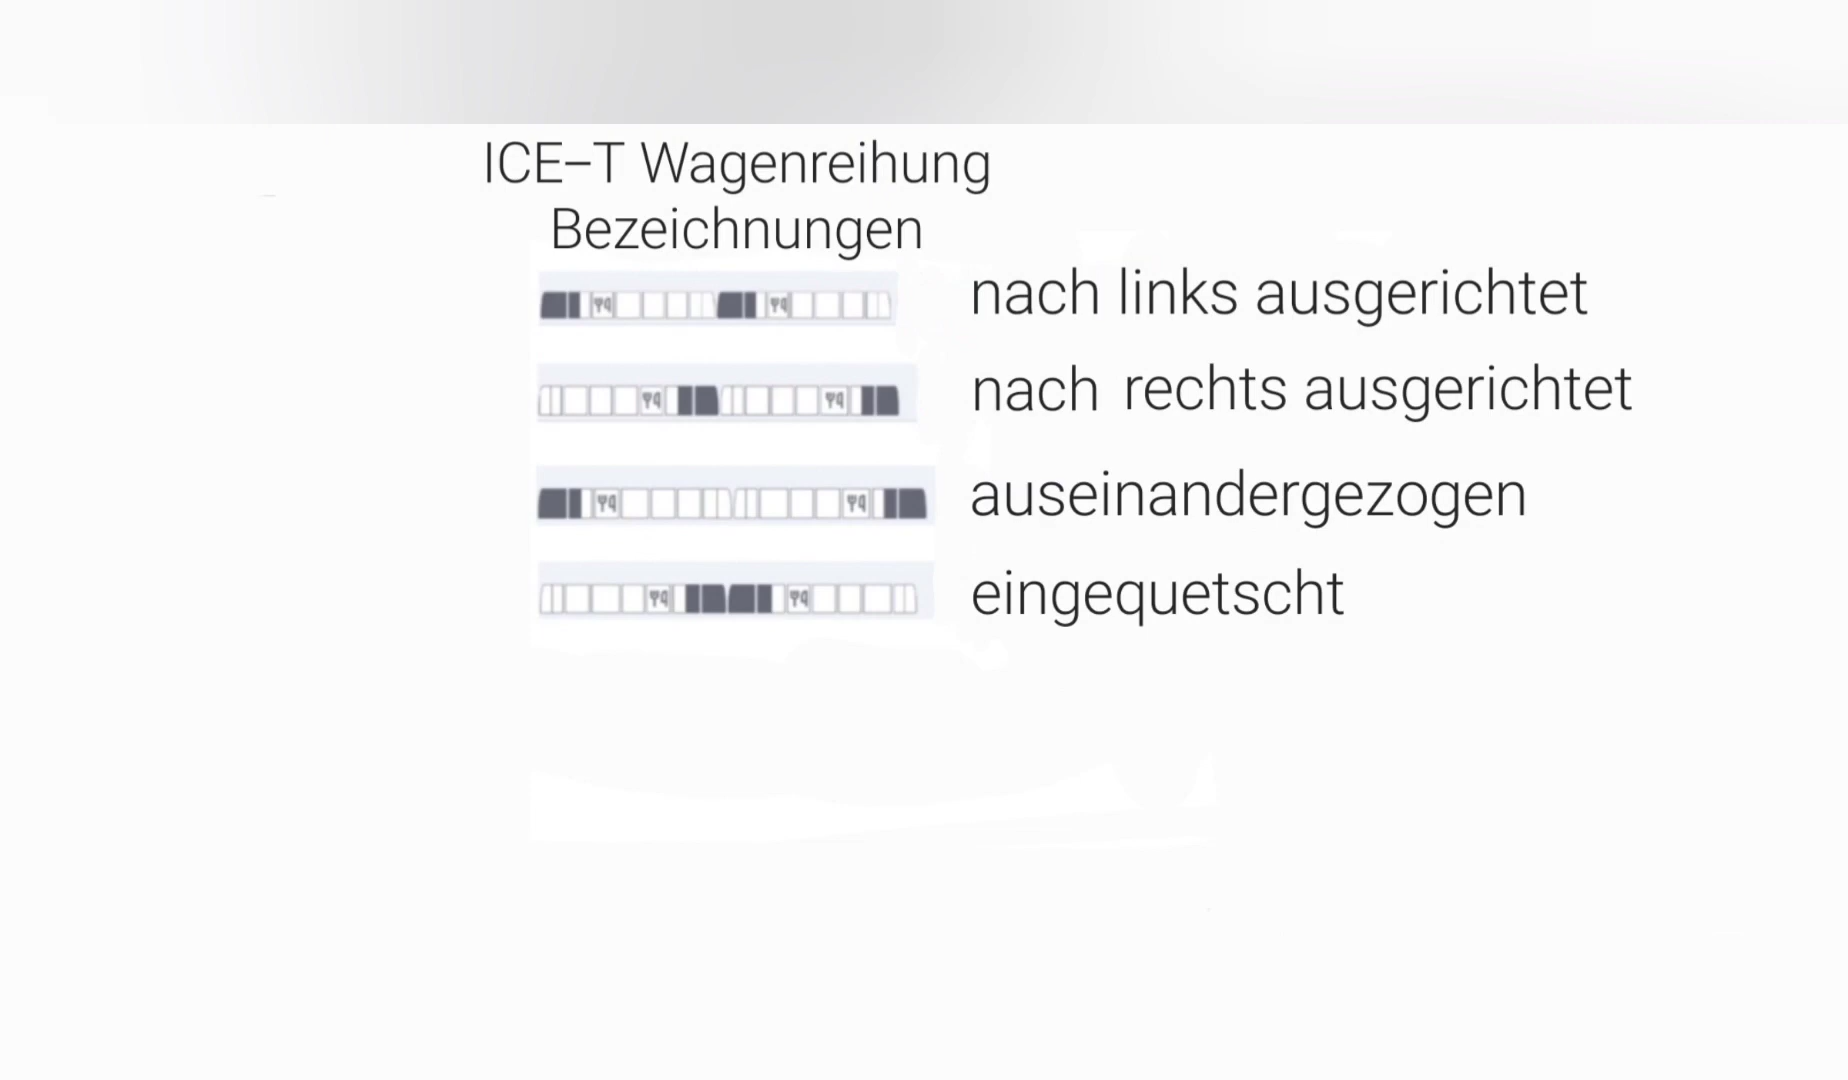 ICE–T Wagenreihung
Bezeichnungen
nach links ausgerichtet
nach rechts ausgerichtet
auseinandergezogen
eingequetscht